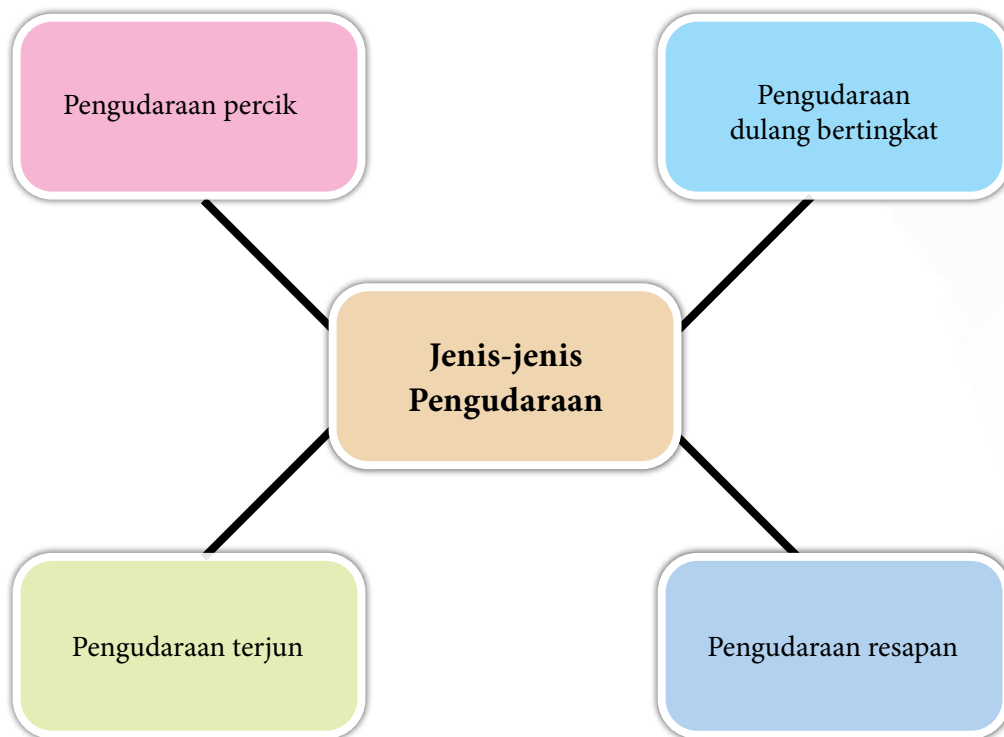 Pengudaraan percik
Pengudaraan
dulang bertingkat
Jenis-jenis
Pengudaraan
Pengudaraan terjun
Pengudaraan resapan